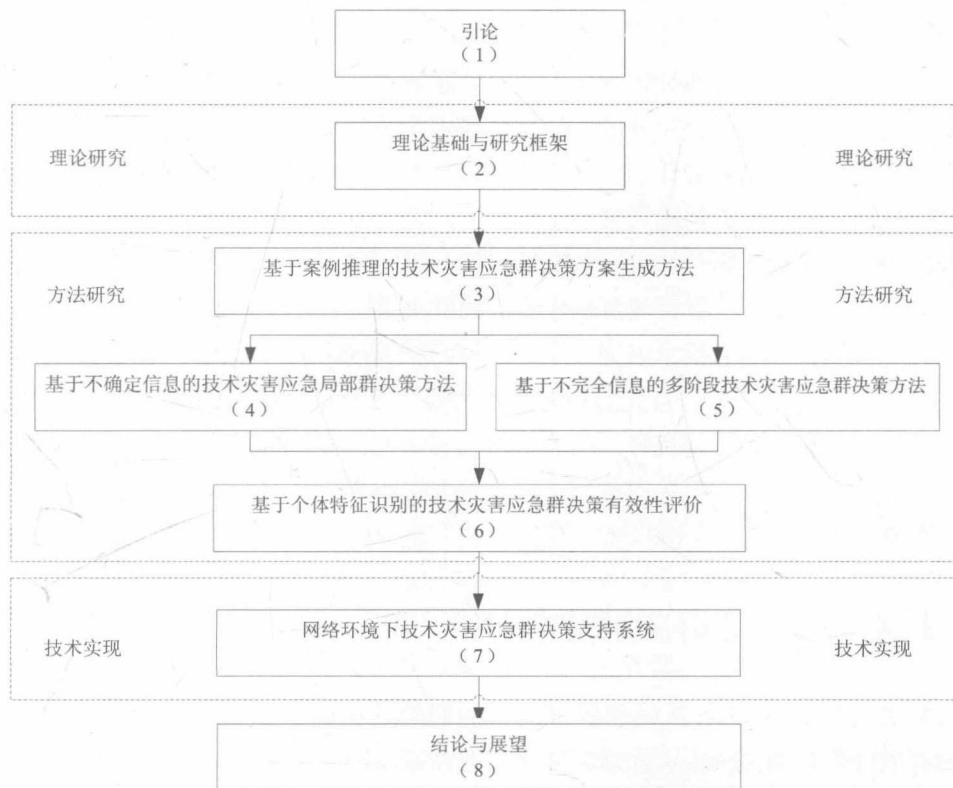 引论
(1)
理论研究
理论基础与研究框架
(2)
理论研究
基于案例推理的技术灾害应急群决策方案生成方法
(3)
方法研究
方法研究
基于不确定信息的技术灾害应急局部群决策方法
(4)
基于不完全信息的多阶段技术灾害应急群决策方法
(5)
基于个体特征识别的技术灾害应急群决策有效性评价
(6)
技术实现
网络环境下技术灾害应急群决策支持系统
(7)
技术实现
结论与展望
(8)